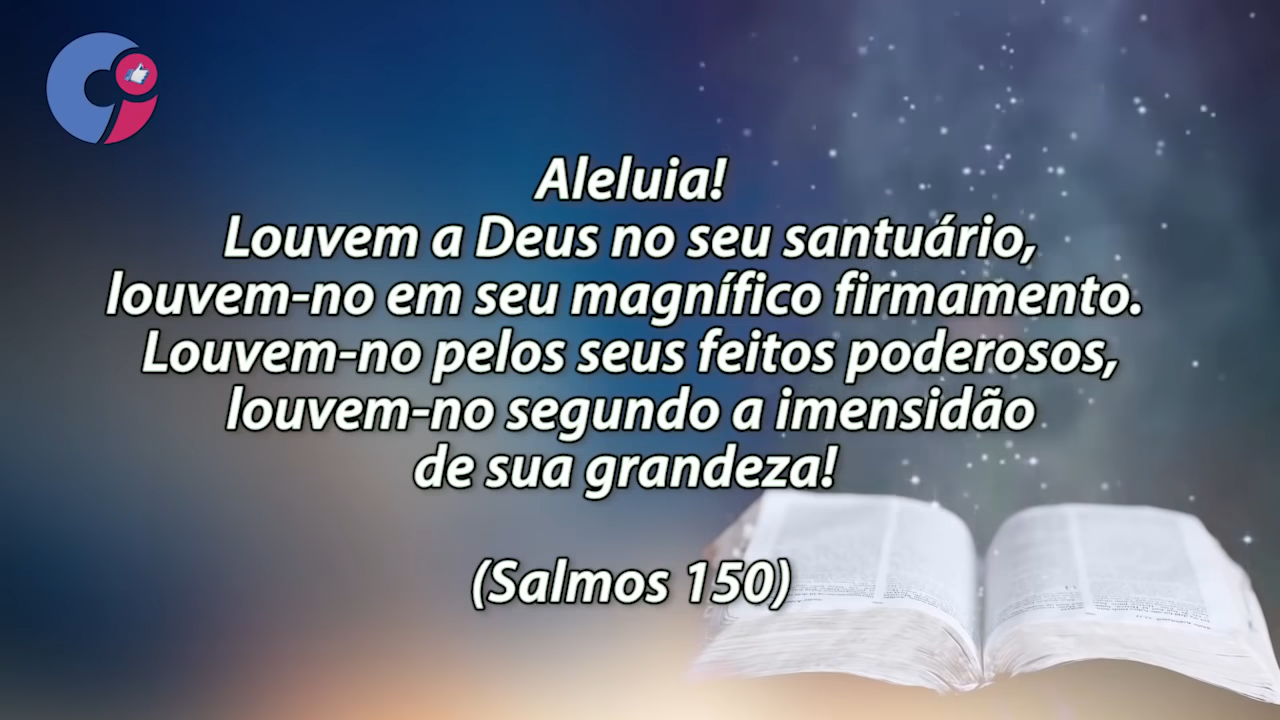 Aleluia!
Louvem a Deus no seu santuário,
louvem-no em seu magnífico firmamento.
Louvem-no pelos seus feitos poderosos,
louvem-no segundo a imensidão
de sua grandeza!
(Salmos 150)